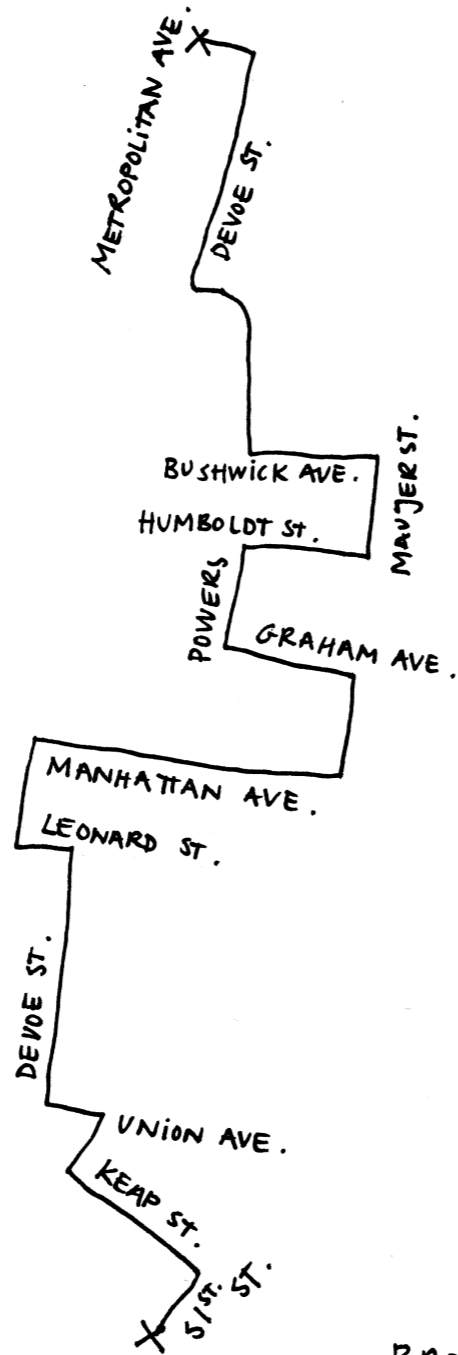 METROPOLITAN AVE.
DEVOE ST.
BUSHWICK AVE.
MAUJER ST.
HUMBOLDT ST.
POWERS
GRAHAM AVE.
MANHATTAN AVE.
LEONARD ST.
DEVOE ST.
UNION AVE.
KEAP ST.
S/ST. ST.